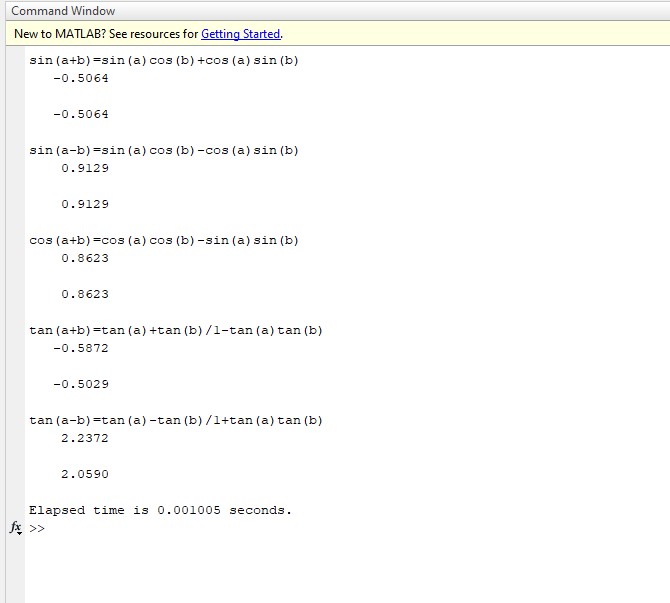 Command Window
New to MATLAB? See resources for Getting Started.
sin(a+b)=sin(a)cos(b)+cos(a)sin(b)
-0.5064
-0.5064
sin(a-b)=sin(a)cos(b)-cos(a)sin(b)
0.9129
0.9129
cos(a+b)=cos(a)cos(b)-sin(a)sin(b)
0.8623
0.8623
tan(a+b)=tan(a)+tan(b)/1-tan(a)tan(b)
-0.5872
-0.5029
tan(a-b)=tan(a)-tan(b)/1+tan(a)tan(b)
2.2372
2.0590
Elapsed time is 0.001005 seconds.
fx >>